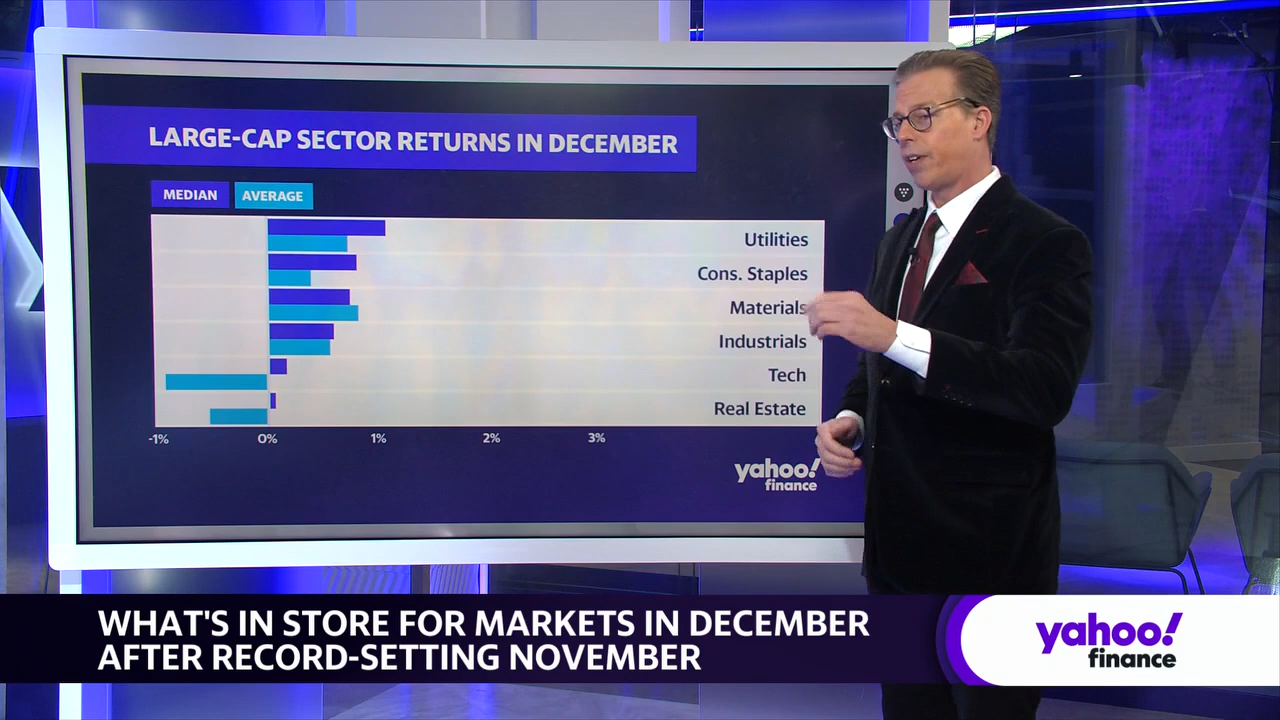 LARGE-CAP SECTOR RETURNS IN DECEMBER
MEDIAN AVERAGE
Utilities
Cons. Staples
Materials
Industrials
Tech
Real Estate
-1% 0% 1% 2% 3%
yahoo!
finance
WHAT'S IN STORE FOR MARKETS IN DECEMBER
AFTER RECORD-SETTING NOVEMBER
yahoo!
finance